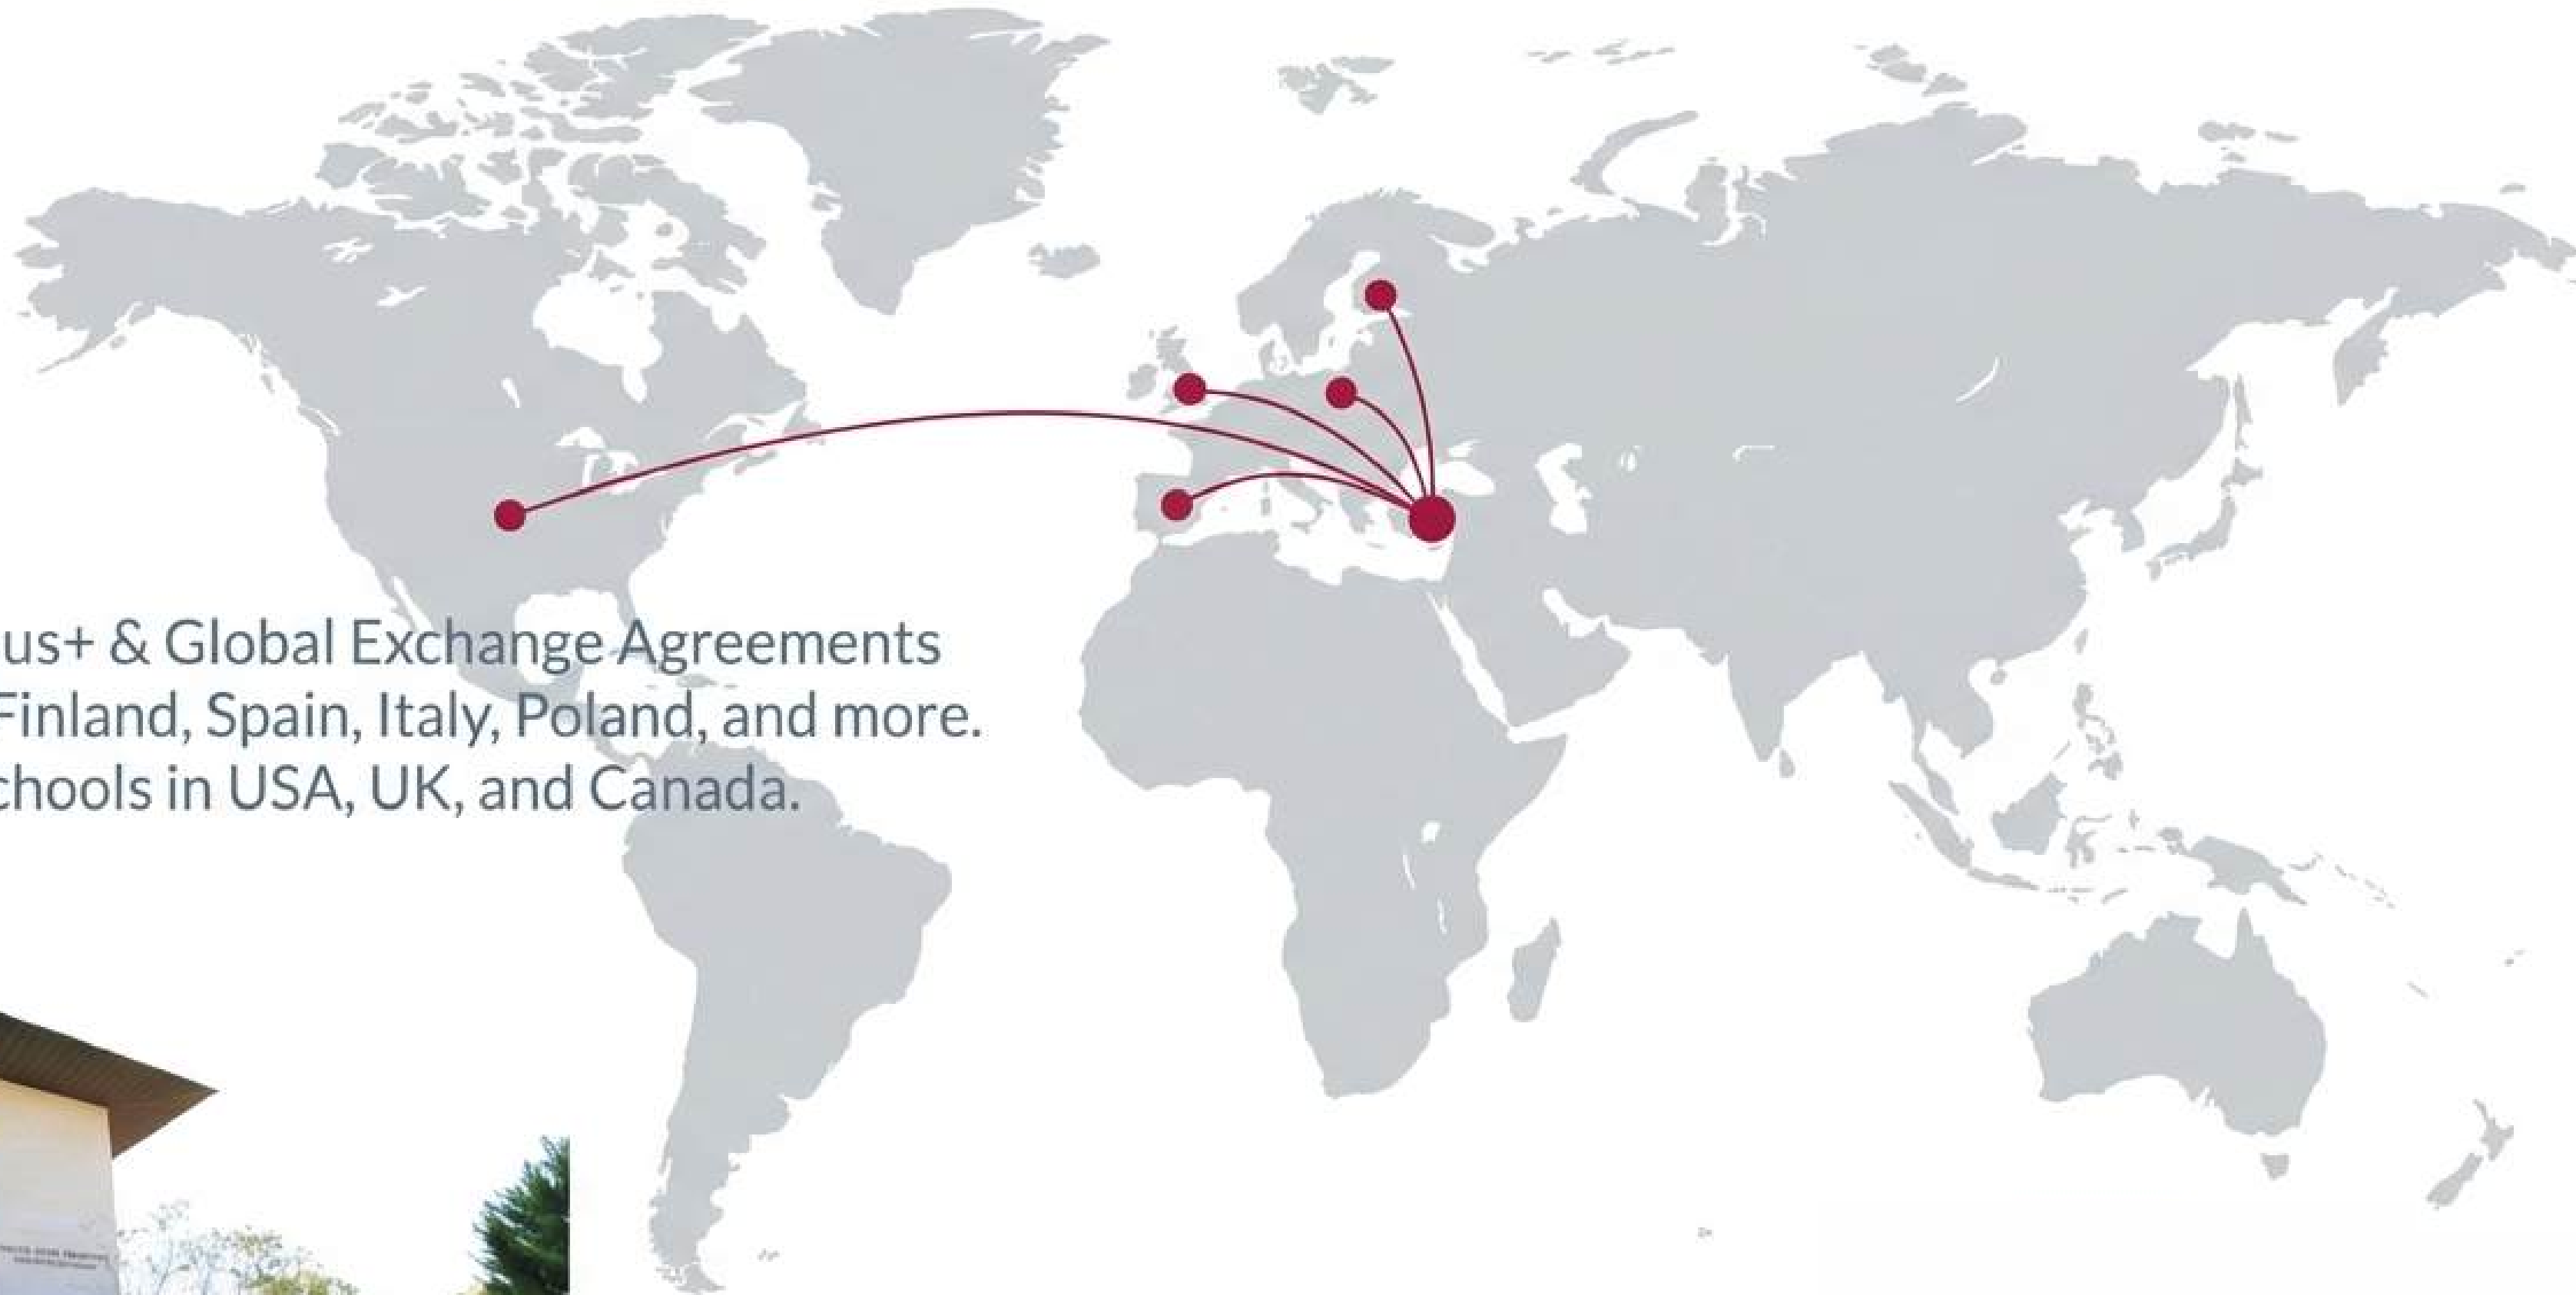 us+ & Global Exchange Agreements
Finland, Spain, Italy, Poland, and more.
chools in USA, UK, and Canada.